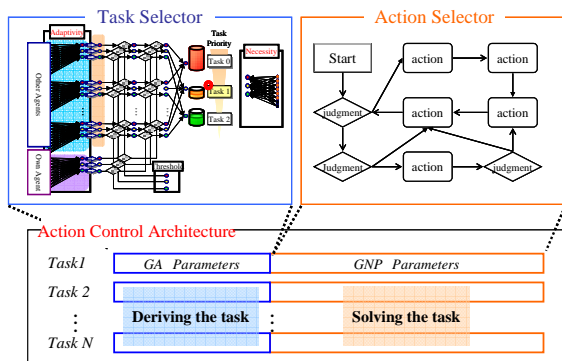 Task Selector
Action Selector
Adaptivity
Task
Priority
Necessity
Task 0
Task 1
Task 2
Other Agents
Own Agent
Threshold
Start
action
action
judgment
action
action
Judgment
action
judgment
Action Control Architecture
Task1
GA Parameters
GNP Parameters
Task 2
Deriving the task
Solving the task
Task N